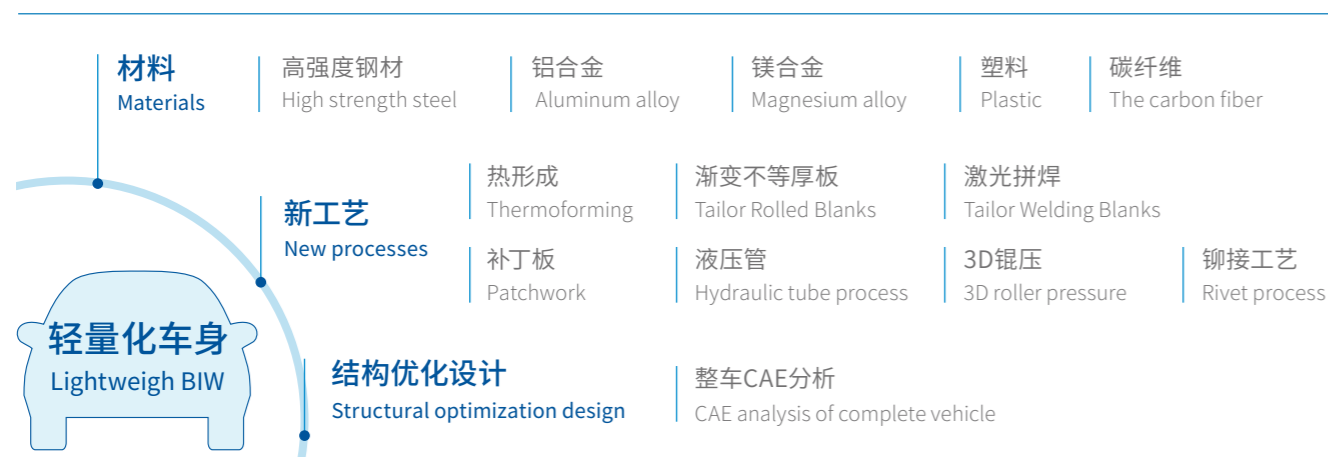 材料
Materials
高强度钢材
High strength steel
铝合金
Aluminum alloy
镁合金
Magnesium alloy
塑料
Plastic
碳纤维
The carbon fiber
新工艺
New processes
热形成
Thermoforming
渐变不等厚板
Tailor Rolled Blanks
激光拼焊
Tailor Welding Blanks
补丁板
Patchwork
液压管
Hydraulic tube process
3D锟压
3D roller pressure
铆接工艺
Rivet process
轻量化车身
Lightweigh BIW
结构优化设计
Structural optimization design
整车CAE分析
CAE analysis of complete vehicle